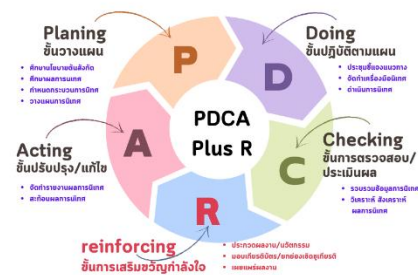 Planing
ขั้นวางแผน
• ศึกษานโยบายต้นสังกัด
• ศึกษาผลการนิเทศ
• กำหนดกระบวนการนิเทศ
• วางแผนการนิเทศ
P
Doing
ขั้นปฏิบัติตามแผน
• ประชุมชี้แจงแนวทาง
• จัดทำเครื่องมือนิเทศ
• ดำเนินการนิเทศ
D
PDCA
Plus R
Checking
ขั้นการตรวจสอบ/
ประเมินผล
• รวบรวมข้อมูลการนิเทศ
• วิเคราะห์ สังเคราะห์
ผลการนิเทศ
C
Acting
ขั้นปรับปรุง/แก้ไข
• จัดทำรายงานผลการนิเทศ
• สะท้อนผลการนิเทศ
A
R
reinforcing
ขั้นการเสริมขวัญกำลังใจ
• ประกวดผลงาน/นวัตกรรม
• มอบเกียรติบัตร/ยกย่องเชิดชูเกียรติ
• เผยแพร่ผลงาน